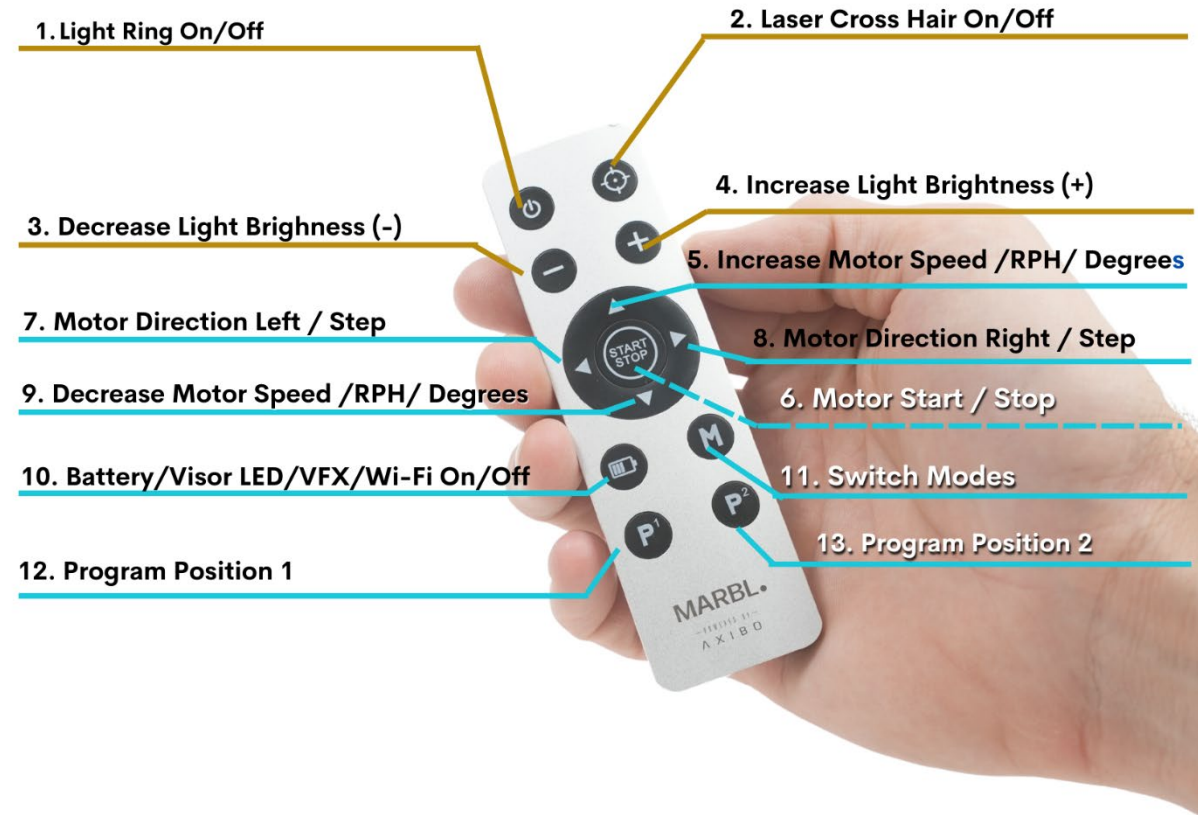 1. Light Ring On/Off
2. Laser Cross Hair On/Off
3. Decrease Light Brighness (-)
4. Increase Light Brightness (+)
5. Increase Motor Speed /RPH/ Degrees
7. Motor Direction Left / Step
8. Motor Direction Right / Step
START
STOP
9. Decrease Motor Speed /RPH/ Degrees
6. Motor Start / Stop
M
10. Battery/Visor LED/VFX/Wi-Fi On/Off
11. Switch Modes
P1
P2
13. Program Position 2
12. Program Position 1
MARBL.
POWERED BY
AXIBO